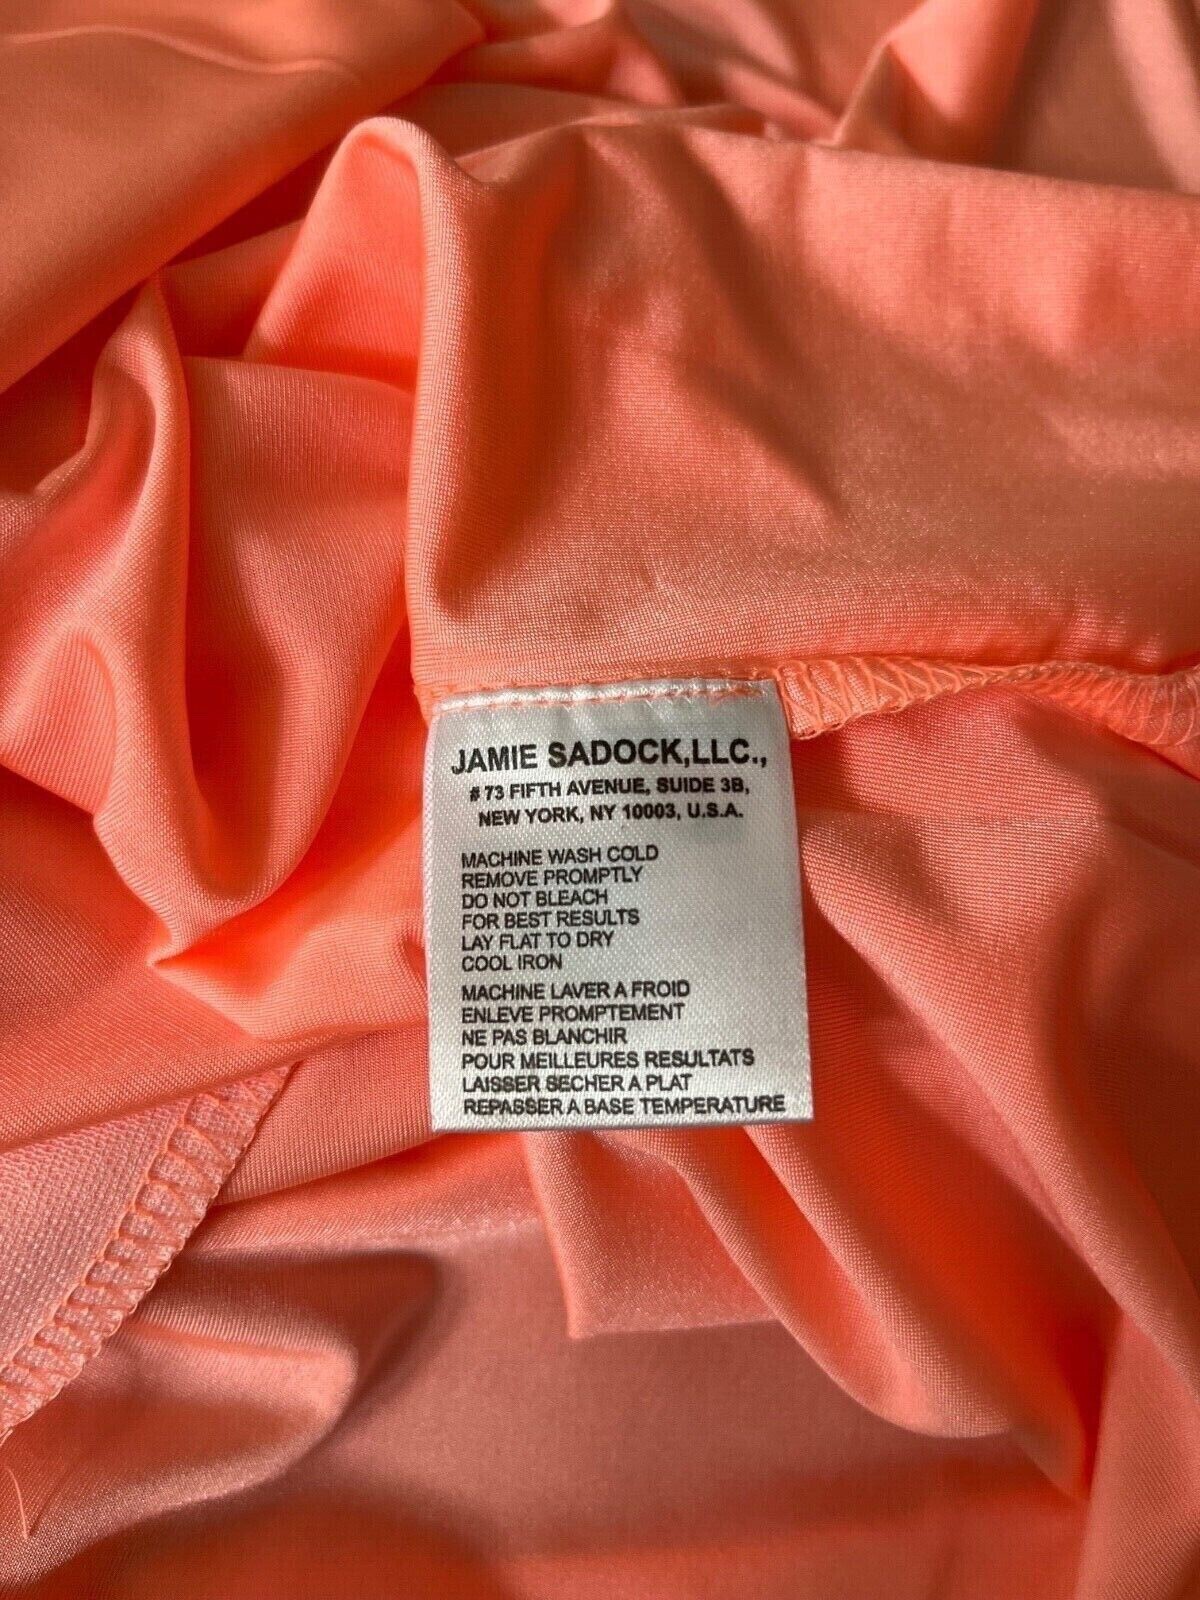 JAMIE SADOCK,LLC.,
# 73 FIFTH AVENUE, SUIDE 3B,
NEW YORK, NY 10003, U.S.A.
MACHINE WASH COLD
REMOVE PROMPTLY
DO NOT BLEACH
FOR BEST RESULTS
LAY FLAT TO DRY
COOL IRON
MACHINE LAVER A FROID
ENLEVE PROMPTEMENT
NE PAS BLANCHIR
POUR MEILLEURES RESULTATS
LAISSER SECHER A PLAT
REPASSER A BASE TEMPERATURE